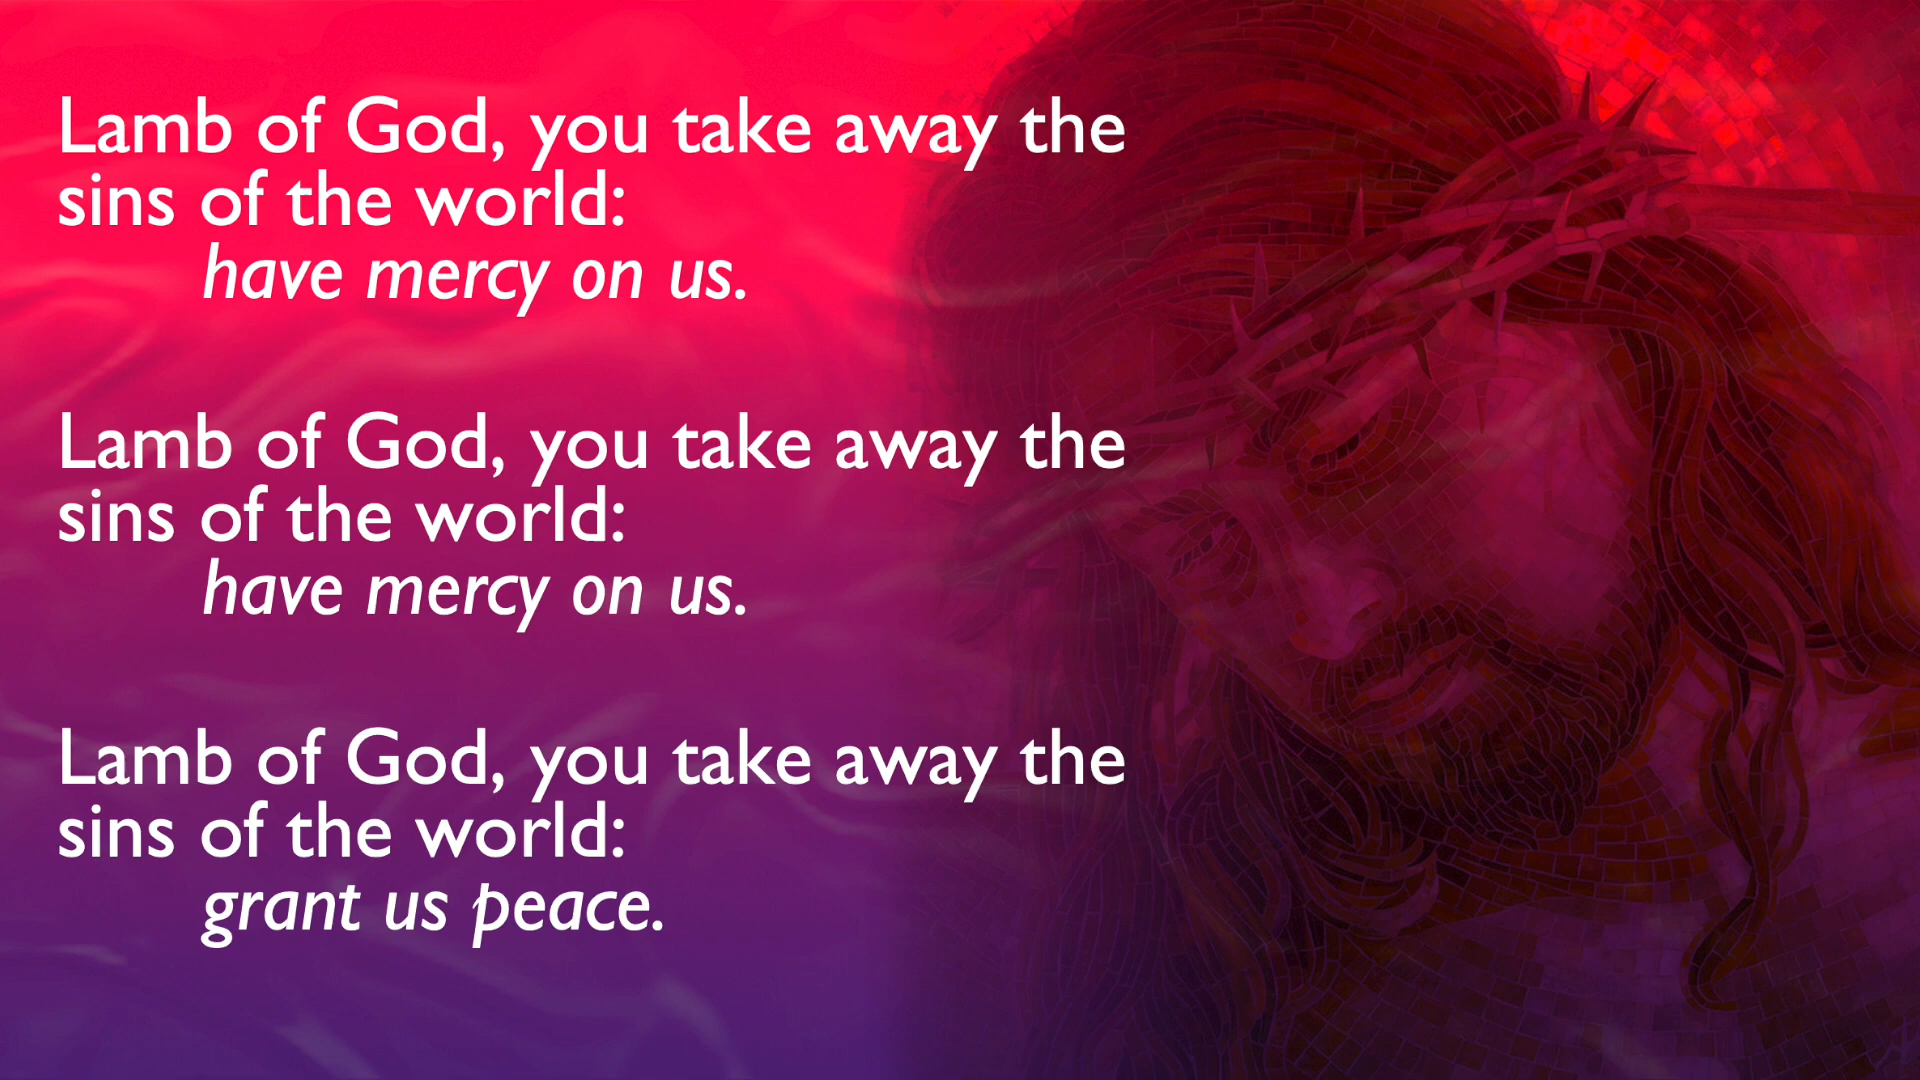 Lamb of God, you take away the
sins of the world:
have mercy on us.
Lamb of God, you take away the
sins of the world:
have mercy on us.
Lamb of God, you take away the
sins of the world:
grant us peace.